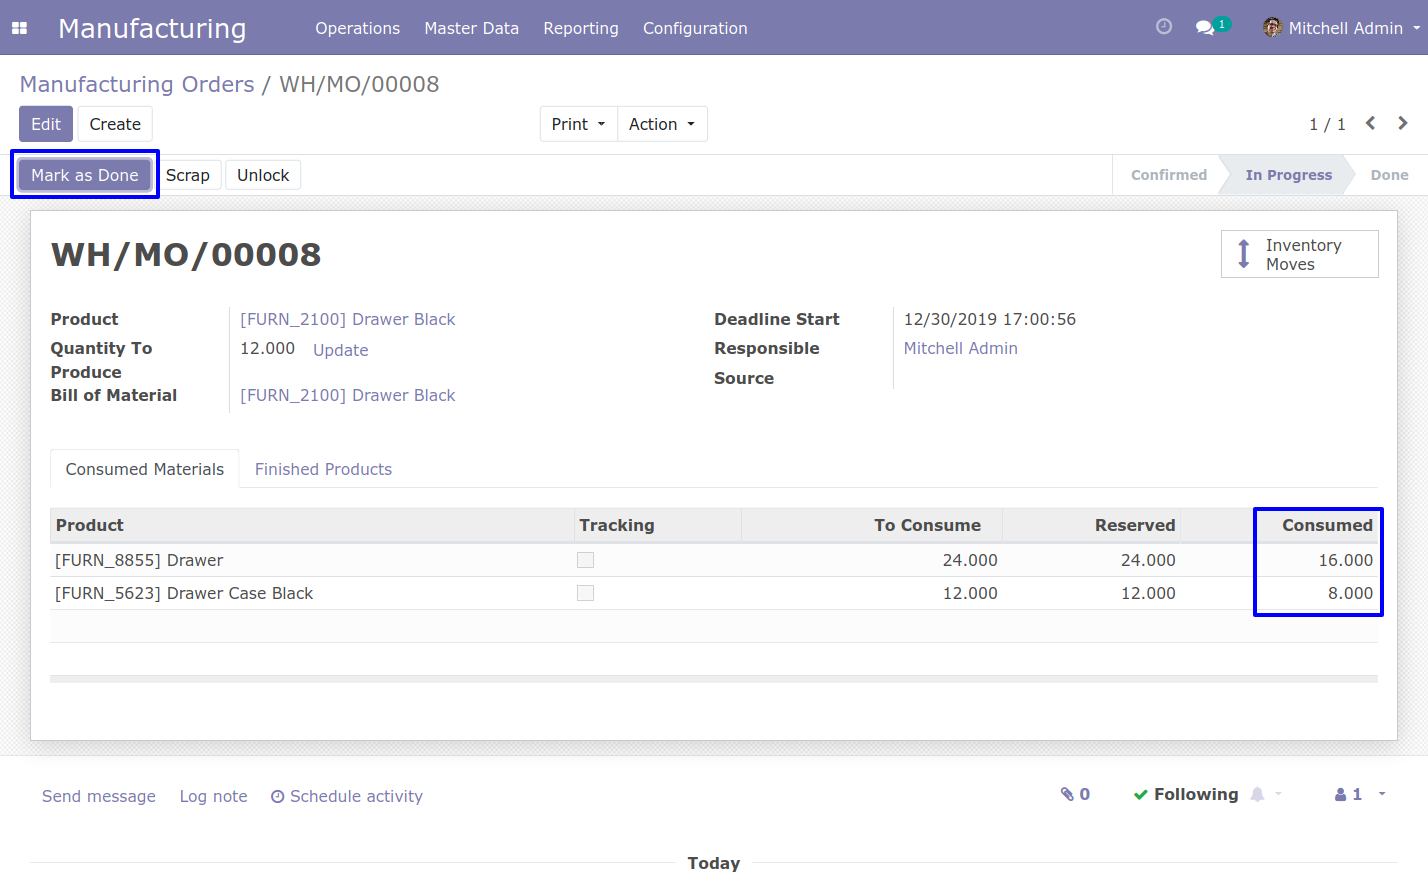 Manufacturing Operations Master Data Reporting Configuration 1 Mitchell Admin
Manufacturing Orders / WH/MO/00008
Edit Create Print Action 1 / 1
Mark as Done Scrap Unlock Confirmed In Progress Done
WH/MO/00008
Inventory
Moves
Product [FURN_2100] Drawer Black Deadline Start 12/30/2019 17:00:56
Quantity To 12.000 Update Responsible Mitchell Admin
Produce
Source
Bill of Material [FURN_2100] Drawer Black
Consumed Materials Finished Products
Product Tracking To Consume Reserved Consumed
[FURN_8855] Drawer 24.000 24.000 16.000
[FURN_5623] Drawer Case Black 12.000 12.000 8.000
Send message Log note Schedule activity 0 Following 1
Today